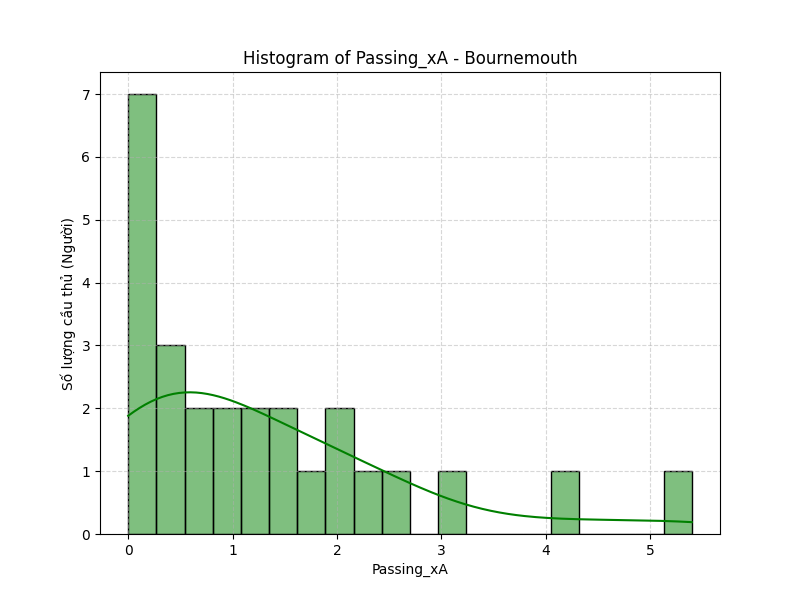 Histogram of Passing_xA - Bournemouth
Số lượng cầu thủ (Người)
7
6
5
4
3
2
1
0
0 1 2 3 4 5
Passing_xA